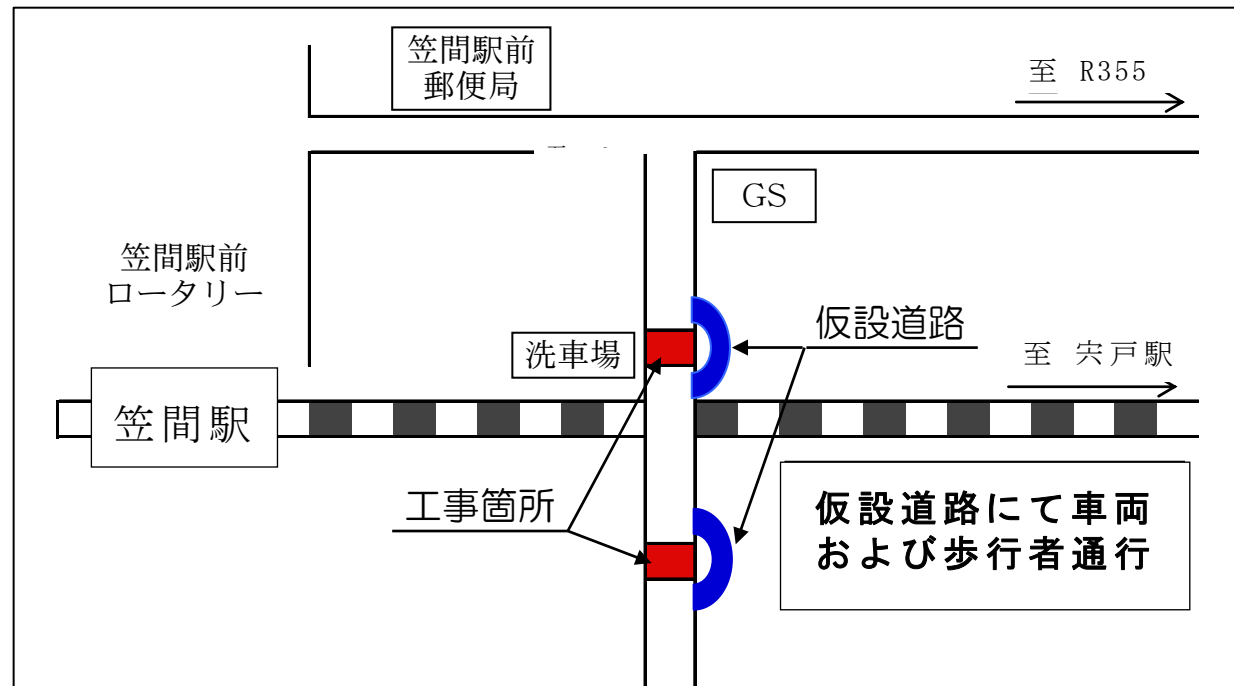 笠間駅前
郵便局
至 R355
GS
笠間駅前
ロータリー
仮設道路
洗車場
至 宍戸駅
笠間駅
工事箇所
仮設道路にて車両
および歩行者通行